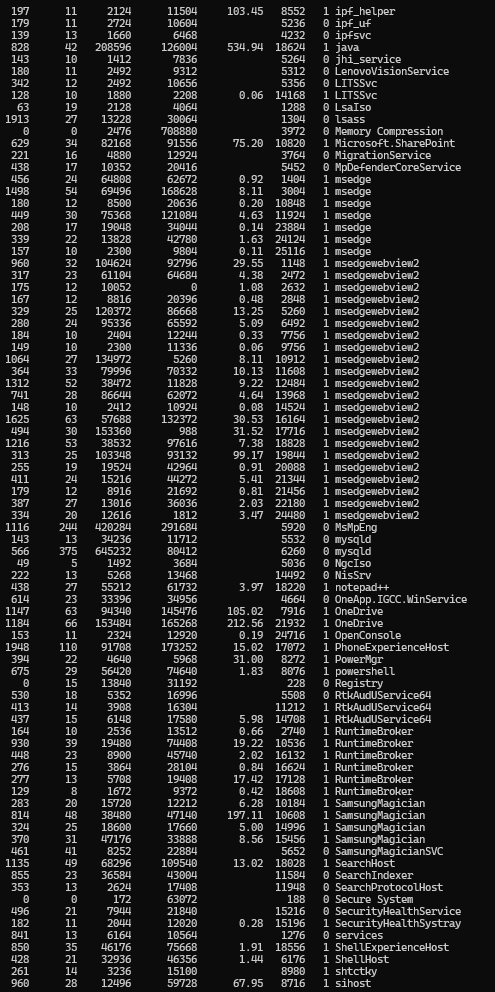 197 11 2124 11504 103.45 8552 1 ipf_helper
179 11 2724 10604 5236 0 ipf_uf
139 13 1660 6468 4232 0 ipfsvc
828 42 208596 126004 534.94 18624 1 java
143 10 1412 7836 5264 0 jhi_service
180 11 2492 9312 5312 0 LenovoVisionService
342 12 2492 10656 5356 0 LITSSvc
128 10 1880 2208 0.06 14168 1 LITSSvc
63 19 2128 4064 1288 0 LsaIso
1913 27 13228 30064 1304 0 lsass
0 0 2476 708880 3972 0 Memory Compression
629 34 82168 91556 75.20 10820 1 Microsoft.SharePoint
221 16 4880 12924 3764 0 MigrationService
438 17 10352 20416 5452 0 MpDefenderCoreService
456 24 64808 62672 0.92 1404 1 msedge
1498 54 69496 168628 8.11 3004 1 msedge
180 12 8500 20636 0.20 10848 1 msedge
449 30 75368 121084 4.63 11924 1 msedge
208 17 19048 34044 0.14 23884 1 msedge
339 22 13828 42780 1.63 24124 1 msedge
157 10 2300 9804 0.11 25116 1 msedge
960 32 104624 92796 29.55 1148 1 msedgewebview2
317 23 61104 64684 4.38 2472 1 msedgewebview2
175 12 10052 0 1.08 2632 1 msedgewebview2
167 12 8816 20396 0.48 2848 1 msedgewebview2
329 25 120372 86668 13.25 5260 1 msedgewebview2
280 24 95336 65592 5.09 6492 1 msedgewebview2
184 10 2404 12244 0.33 7756 1 msedgewebview2
149 10 2300 11336 0.06 9756 1 msedgewebview2
1064 27 134972 5260 8.11 10912 1 msedgewebview2
364 33 79996 70332 10.13 11608 1 msedgewebview2
1312 52 38472 11828 9.22 12484 1 msedgewebview2
741 28 86644 62072 4.64 13968 1 msedgewebview2
148 10 2412 10924 0.08 14524 1 msedgewebview2
1625 63 57688 132372 30.53 16164 1 msedgewebview2
494 30 153360 988 31.52 17716 1 msedgewebview2
1216 53 38532 97616 7.38 18828 1 msedgewebview2
313 25 103348 93132 99.17 19844 1 msedgewebview2
255 19 19524 42964 0.91 20088 1 msedgewebview2
411 24 15216 44272 5.41 21344 1 msedgewebview2
179 12 8916 21692 0.81 21456 1 msedgewebview2
387 27 13016 36036 2.03 22180 1 msedgewebview2
334 20 12616 1812 3.47 24480 1 msedgewebview2
1116 244 420284 291684 5920 0 MsMpEng
143 13 34236 11712 5532 0 mysqld
566 375 645232 80412 6260 0 mysqld
49 5 1492 3684 5036 0 NgcIso
222 13 5268 13468 14492 0 NisSrv
438 27 55212 61732 3.97 18220 1 notepad++
614 23 33396 34956 4664 0 OneApp.IGCC.WinService
1147 63 94340 145476 105.02 7916 1 OneDrive
1184 66 153484 165268 212.56 21932 1 OneDrive
153 11 2324 12920 0.19 24716 1 OpenConsole
1948 110 91708 173252 15.02 17072 1 PhoneExperienceHost
394 22 4640 5968 31.00 8272 1 PowerMgr
675 29 56420 74640 1.83 8076 1 powershell
0 15 13840 31192 228 0 Registry
530 18 5352 16996 5508 0 RtkAudUService64
413 14 3908 16304 11212 1 RtkAudUService64
437 15 6148 17580 5.98 14708 1 RtkAudUService64
164 10 2536 13512 0.66 2740 1 RuntimeBroker
930 39 19480 74408 19.22 10536 1 RuntimeBroker
448 23 8900 45740 2.02 16132 1 RuntimeBroker
276 15 3864 28104 0.84 16624 1 RuntimeBroker
277 13 5708 19408 17.42 17128 1 RuntimeBroker
129 8 1672 9372 0.42 18608 1 RuntimeBroker
283 20 15720 12212 6.28 10184 1 SamsungMagician
814 48 38480 47140 197.11 10608 1 SamsungMagician
324 25 18600 17660 5.00 14996 1 SamsungMagician
370 31 47176 33888 8.56 15456 1 SamsungMagician
461 41 8252 22804 5652 0 SamsungMagicianSVC
1135 49 68296 109540 13.02 18028 1 SearchHost
855 23 36584 43004 11584 0 SearchIndexer
353 13 2624 17408 11948 0 SearchProtocolHost
0 0 172 63072 188 0 Secure System
496 21 7944 21840 15216 0 SecurityHealthService
182 11 2044 12020 0.28 15196 1 SecurityHealthSystray
841 13 6164 10564 1276 0 services
850 35 46176 75668 1.91 18556 1 ShellExperienceHost
428 21 32936 46356 1.44 6176 1 ShellHost
261 14 3236 15100 8980 1 shtctky
960 28 12496 59728 67.95 8716 1 sihost